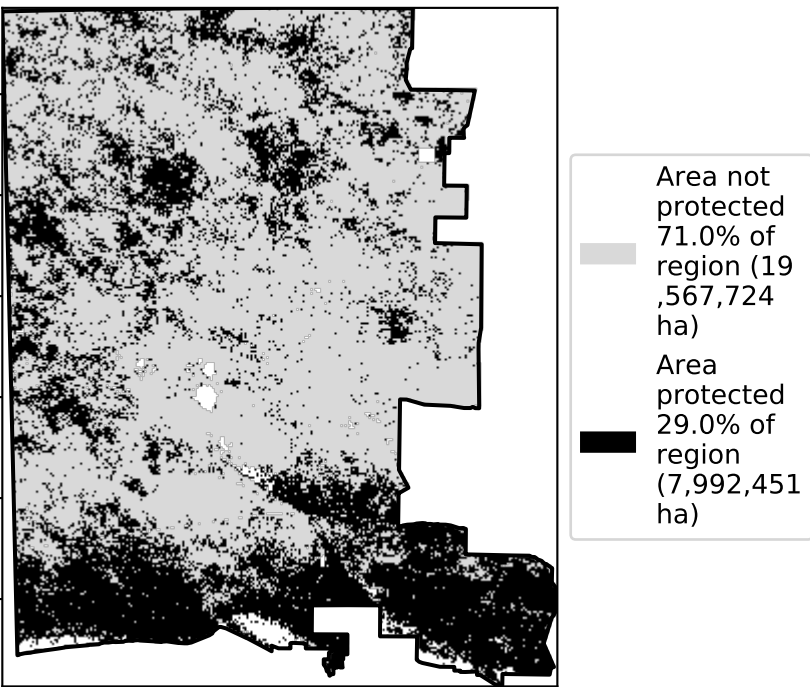 Area not
protected
71.0% of
region (19
,567,724
ha)
Area
protected
29.0% of
region
(7,992,451
ha)